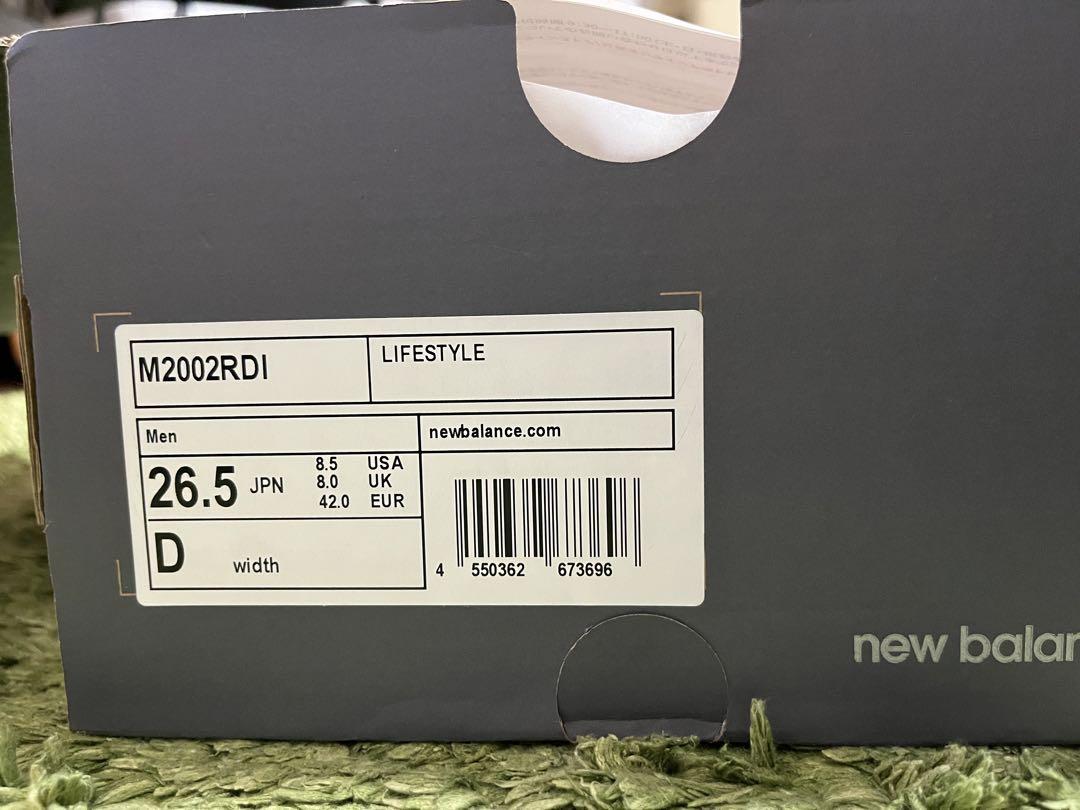 M2002RDI
LIFESTYLE
Men
newbalance.com
26.5 JPN
8.5 USA
8.0 UK
42.0 EUR
D width
4 550362 673696
new balan